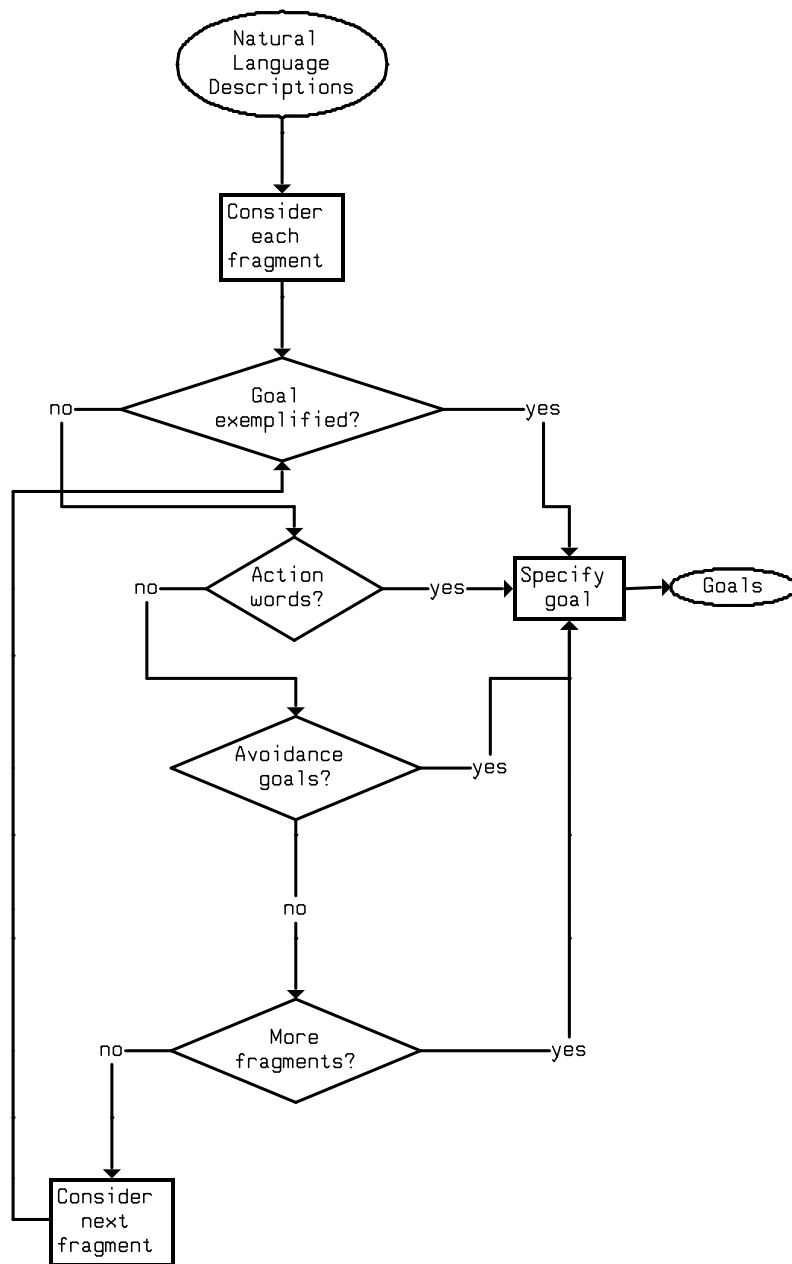 Natural
Language
Descriptions
Consider
each
fragment
Goal
exemplified?
no
yes
Action
words?
no
yes
Specify
goal
Goals
Avoidance
goals?
yes
no
More
fragments?
no
yes
Consider
next
fragment